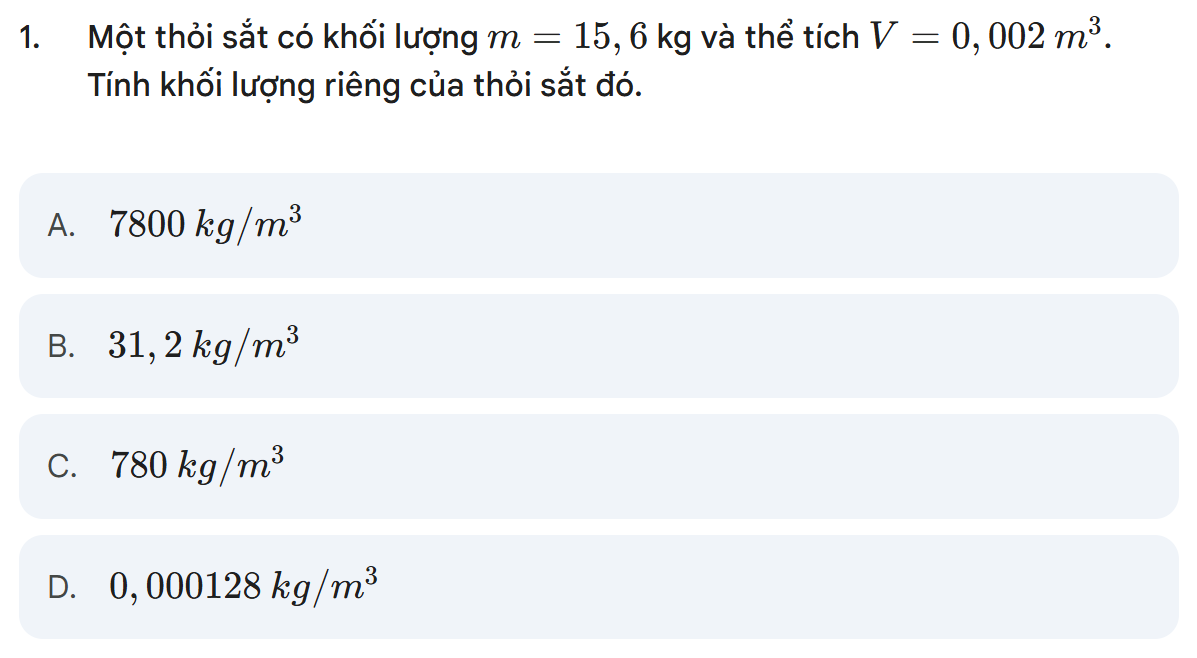 1. Một thỏi sắt có khối lượng m = 15, 6 kg và thể tích V = 0, 002 m³.
Tính khối lượng riêng của thỏi sắt đó.
A. 7800 kg/m³
B. 31, 2 kg/m³
C. 780 kg/m³
D. 0, 000128 kg/m³